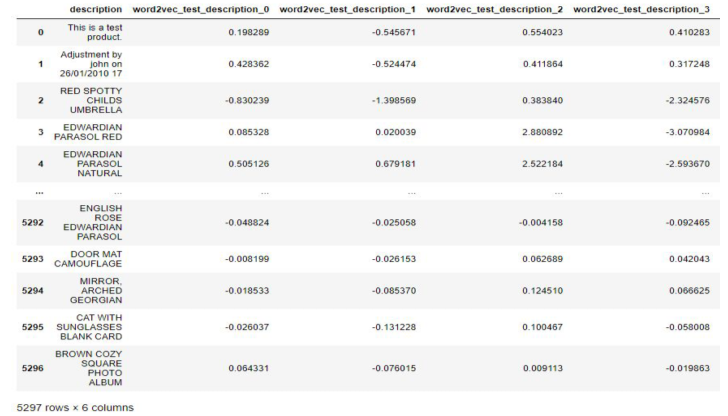 description word2vec_test_description_0 word2vec_test_description_1 word2vec_test_description_2 word2vec_test_description_3
0 This is a test product. 0.198289 -0.545671 0.554023 0.410283
1 Adjustment by john on 26/01/2010 17 0.428362 -0.524474 0.411864 0.317248
2 RED SPOTTY CHILDS UMBRELLA -0.830239 -1.398569 0.383840 -2.324576
3 EDWARDIAN PARASOL RED 0.085328 0.020039 2.880892 -3.070984
4 EDWARDIAN PARASOL NATURAL 0.505126 0.679181 2.522184 -2.593670
... ... ... ... ... ...
5292 ENGLISH ROSE EDWARDIAN PARASOL -0.048824 -0.025058 -0.004158 -0.092465
5293 DOOR MAT CAMOUFLAGE -0.008199 -0.026153 0.062689 0.042043
5294 MIRROR, ARCHED GEORGIAN -0.018533 -0.085370 0.124510 0.066625
5295 CAT WITH SUNGLASSES BLANK CARD -0.026037 -0.131228 0.100467 -0.058008
5296 BROWN COZY SQUARE PHOTO ALBUM 0.064331 -0.076015 0.009113 -0.019863
5297 rows × 6 columns